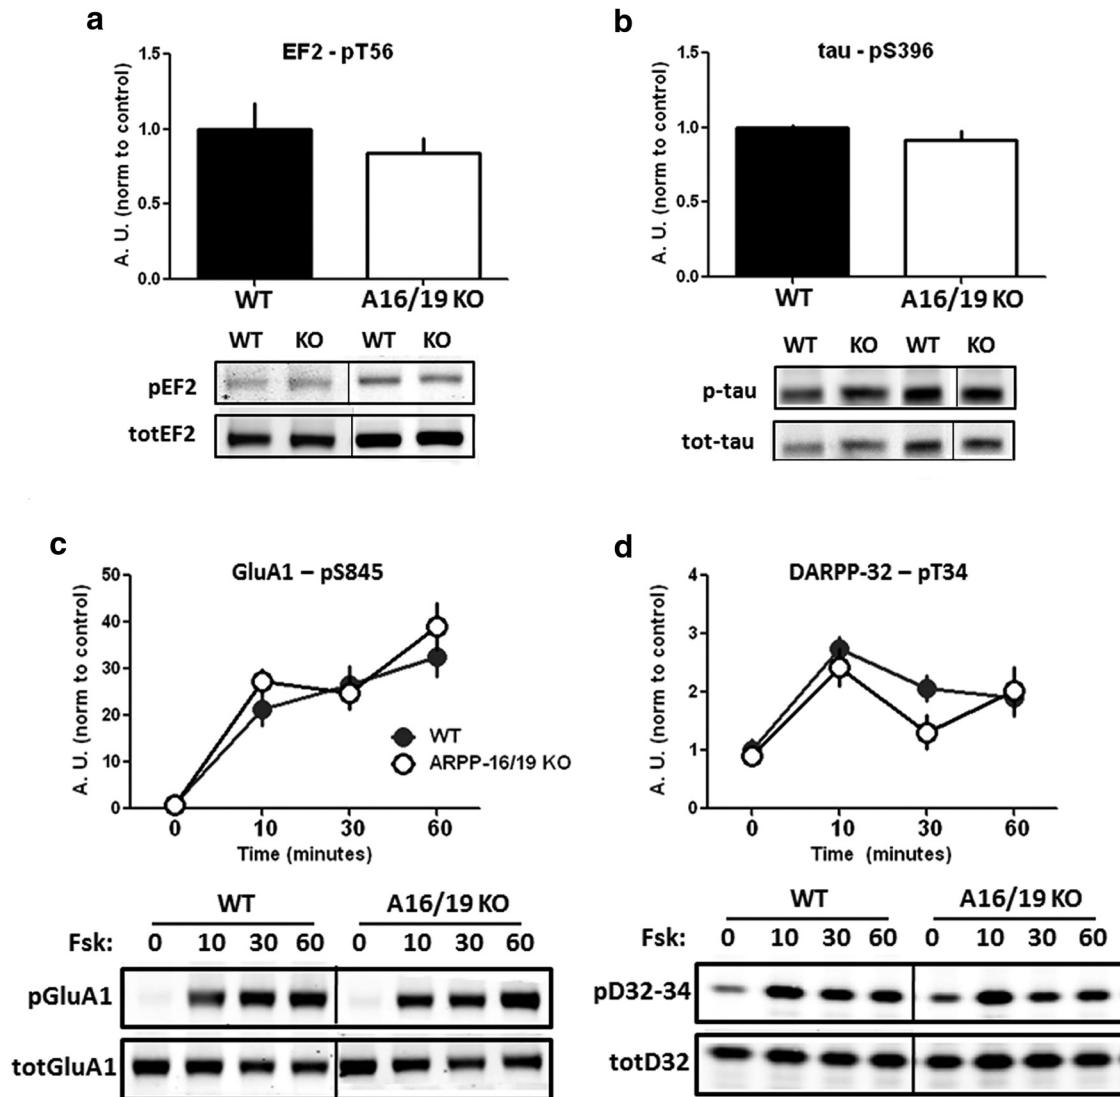 a
EF2 - pT56
A. U. (norm to control)
1.5
1.0
0.5
0.0
WT A16/19 KO
WT KO WT KO
pEF2
totEF2
b
tau - pS396
A. U. (norm to control)
1.5
1.0
0.5
0.0
WT A16/19 KO
WT KO WT KO
p-tau
tot-tau
c
GluA1 – pS845
A. U. (norm to control)
50
40
30
20
10
0
WT
ARPP-16/19 KO
0 10 30 60
Time (minutes)
WT A16/19 KO
Fsk: 0 10 30 60 0 10 30 60
pGluA1
totGluA1
d
DARPP-32 – pT34
A. U. (norm to control)
4
3
2
1
0
0 10 30 60
Time (minutes)
WT A16/19 KO
Fsk: 0 10 30 60 0 10 30 60
pD32-34
totD32